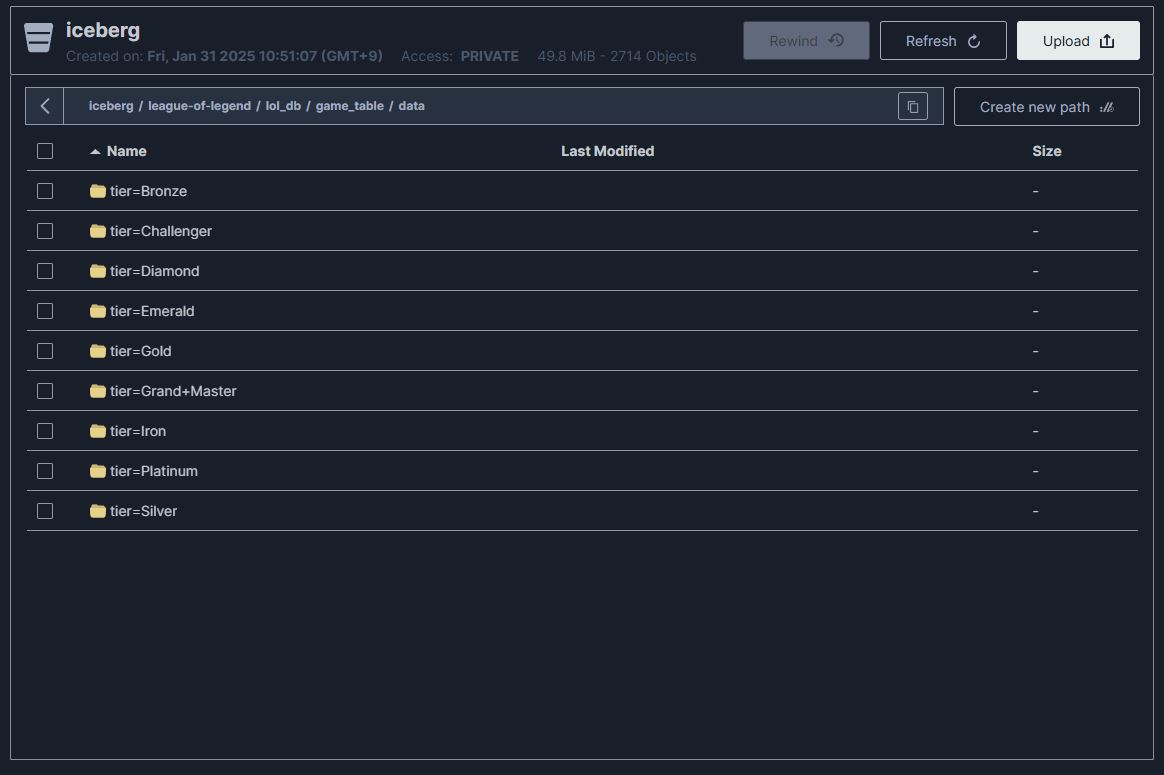 iceberg
Created on: Fri, Jan 31 2025 10:51:07 (GMT+9) Access: PRIVATE 49.8 MiB - 2714 Objects
Rewind Refresh Upload
iceberg / league-of-legend / lol_db / game_table / data
Create new path
Name Last Modified Size
tier=Bronze -
tier=Challenger -
tier=Diamond -
tier=Emerald -
tier=Gold -
tier=Grand+Master -
tier=Iron -
tier=Platinum -
tier=Silver -